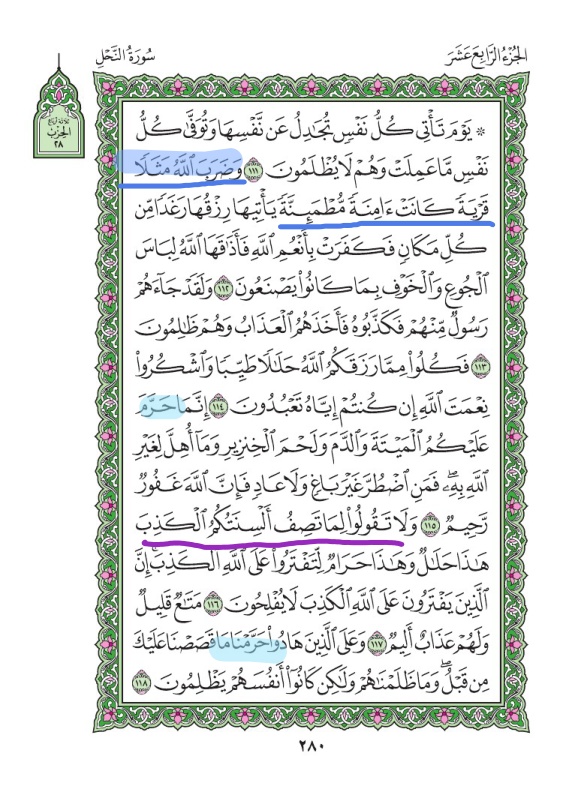 الجُزْءُ الرَّابِعَ عَشَرَ
سُورَةُ النَّحْلِ
ثلاثة أرباع
الحِزْب
٢٨
۞ يَوْمَ تَأْتِي كُلُّ نَفْسٍ تُجَٰدِلُ عَن نَّفْسِهَا وَتُوَفَّىٰ كُلُّ
نَفْسٍ مَّا عَمِلَتْ وَهُمْ لَا يُظْلَمُونَ ١١١ وَضَرَبَ ٱللَّهُ مَثَلًا
قَرْيَةً كَانَتْ ءَامِنَةً مُّطْمَئِنَّةً يَأْتِيهَا رِزْقُهَا رَغَدًا مِّن
كُلِّ مَكَانٍ فَكَفَرَتْ بِأَنْعُمِ ٱللَّهِ فَأَذَٰقَهَا ٱللَّهُ لِبَاسَ
ٱلْجُوعِ وَٱلْخَوْفِ بِمَا كَانُوا۟ يَصْنَعُونَ ١١٢ وَلَقَدْ جَآءَهُمْ
رَسُولٌ مِّنْهُمْ فَكَذَّبُوهُ فَأَخَذَهُمُ ٱلْعَذَابُ وَهُمْ ظَٰلِمُونَ
١١٣ فَكُلُوا۟ مِمَّا رَزَقَكُمُ ٱللَّهُ حَلَٰلًا طَيِّبًا وَٱشْكُرُوا۟
نِعْمَتَ ٱللَّهِ إِن كُنتُمْ إِيَّاهُ تَعْبُدُونَ ١١٤ إِنَّمَا حَرَّمَ
عَلَيْكُمُ ٱلْمَيْتَةَ وَٱلدَّمَ وَلَحْمَ ٱلْخِنزِيرِ وَمَآ أُهِلَّ لِغَيْرِ
ٱللَّهِ بِهِۦ فَمَنِ ٱضْطُرَّ غَيْرَ بَاغٍ وَلَا عَادٍ فَإِنَّ ٱللَّهَ غَفُورٌ
رَّحِيمٌ ١١٥ وَلَا تَقُولُوا۟ لِمَا تَصِفُ أَلْسِنَتُكُمُ ٱلْكَذِبَ
هَٰذَا حَلَٰلٌ وَهَٰذَا حَرَامٌ لِّتَفْتَرُوا۟ عَلَى ٱللَّهِ ٱلْكَذِبَ إِنَّ
ٱلَّذِينَ يَفْتَرُونَ عَلَى ٱللَّهِ ٱلْكَذِبَ لَا يُفْلِحُونَ ١١٦ مَتَٰعٌ قَلِيلٌ
وَلَهُمْ عَذَابٌ أَلِيمٌ ١١٧ وَعَلَى ٱلَّذِينَ هَادُوا۟ حَرَّمْنَا مَا قَصَصْنَا عَلَيْكَ
مِن قَبْلُ وَمَا ظَلَمْنَٰهُمْ وَلَٰكِن كَانُوٓا۟ أَنفُسَهُمْ يَظْلِمُونَ ١١٨
٢٨٠